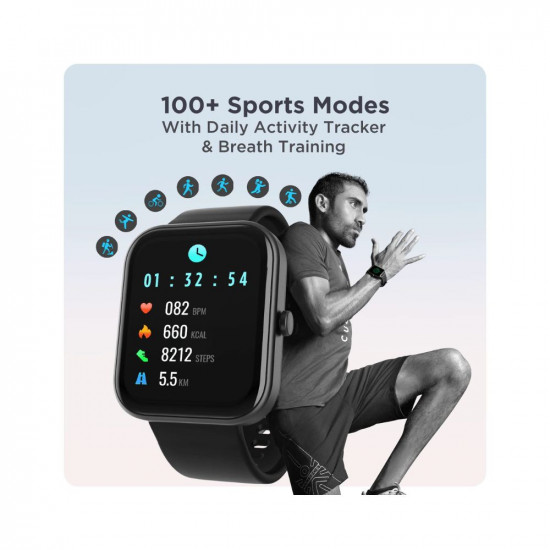 100+ Sports Modes
With Daily Activity Tracker
& Breath Training
01 : 32 : 54
082 BPM
660 KCAL
8212 STEPS
5.5 KM